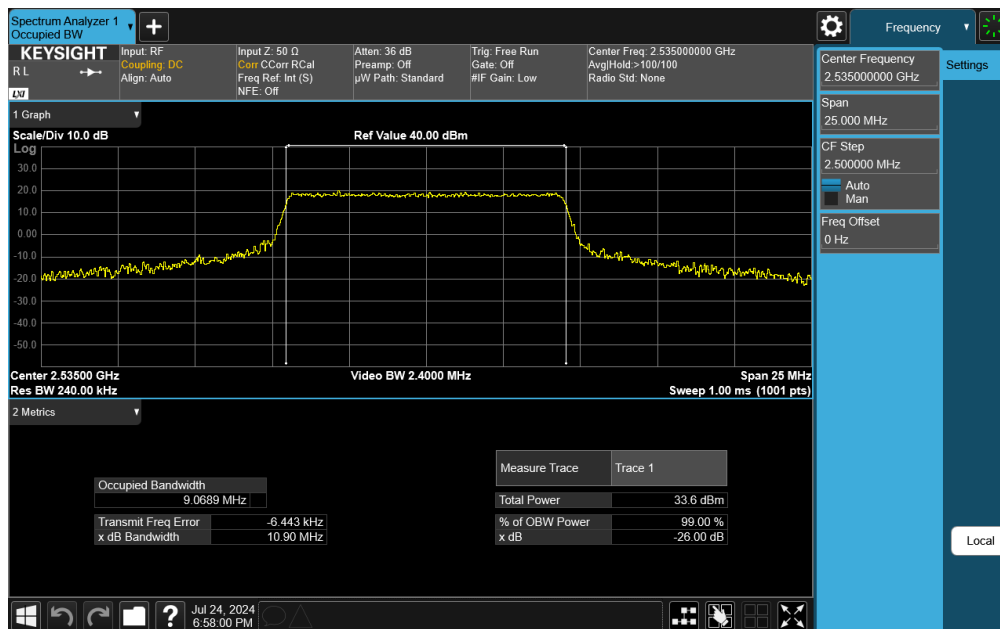 Spectrum Analyzer 1
Occupied BW
Frequency
KEYSIGHT
R L
LXI
Input: RF
Coupling: DC
Align: Auto
Input Z: 50 Ω
Corr CCorr RCal
Freq Ref: Int (S)
NFE: Off
Atten: 36 dB
Preamp: Off
µW Path: Standard
Trig: Free Run
Gate: Off
#IF Gain: Low
Center Freq: 2.535000000 GHz
Avg|Hold:>100/100
Radio Std: None
Center Frequency
2.535000000 GHz
Settings
Span
25.000 MHz
CF Step
2.500000 MHz
Auto
Man
Freq Offset
0 Hz
1 Graph
Scale/Div 10.0 dB
Ref Value 40.00 dBm
Log
30.0
20.0
10.0
0.00
-10.0
-20.0
-30.0
-40.0
-50.0
Center 2.53500 GHz
Video BW 2.4000 MHz
Span 25 MHz
Res BW 240.00 kHz
Sweep 1.00 ms (1001 pts)
2 Metrics
Occupied Bandwidth
9.0689 MHz
Transmit Freq Error -6.443 kHz
x dB Bandwidth 10.90 MHz
Measure Trace Trace 1
Total Power 33.6 dBm
% of OBW Power 99.00 %
x dB -26.00 dB
Local
?
Jul 24, 2024
6:58:00 PM